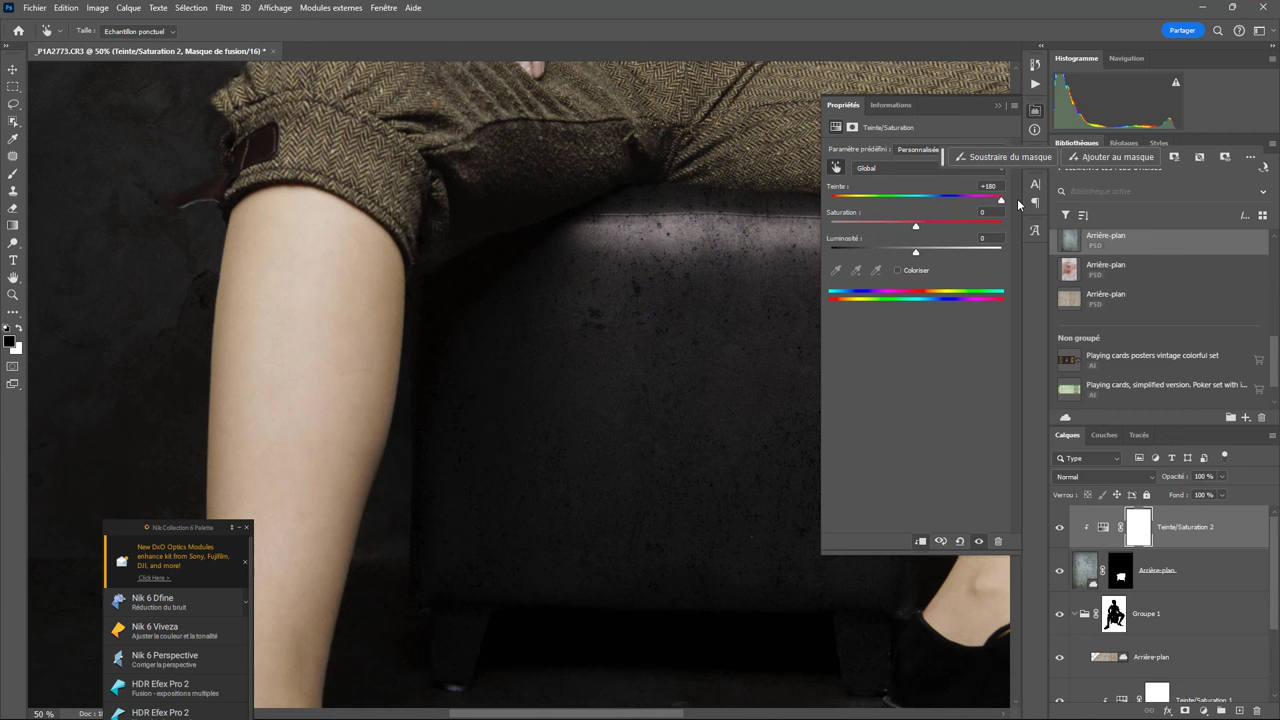 Ps Fichier Edition Image Calque Texte Sélection Filtre 3D Affichage Modules externes Fenêtre Aide
Taille : Echantillon ponctuel
Partager
_P1A2773.CR3 @ 50% (Teinte/Saturation 2, Masque de fusion/16) * ×
Histogramme Navigation
Propriétés Informations
Teinte/Saturation
Bibliothèques Réglages Styles
Paramètre prédéfini : Personnalisée
Soustraire du masque Ajouter au masque
Global
Teinte : +180
Bibliothèque active
Saturation : 0
Luminosité : 0
Arrière-plan
PSD
Arrière-plan
PSD
Coloriser
Arrière-plan
PSD
Non groupé
Playing cards posters vintage colorful set
AI
Playing cards, simplified version. Poker set with i...
AI
Calques Couches Tracés
Type
Normal Opacité : 100 %
Verrou : Fond : 100 %
Teinte/Saturation 2
Arrière-plan
Groupe 1
Arrière-plan
Teinte/Saturation 1
Nik Collection 6 Palette
New DxO Optics Modules
enhance kit from Sony, Fujifilm,
DJI, and more!
Click Here >
Nik 6 Dfine
Réduction du bruit
Nik 6 Viveza
Ajuster la couleur et la tonalité
Nik 6 Perspective
Corriger la perspective
HDR Efex Pro 2
Fusion - expositions multiples
HDR Efex Pro 2
50 % Doc : 1